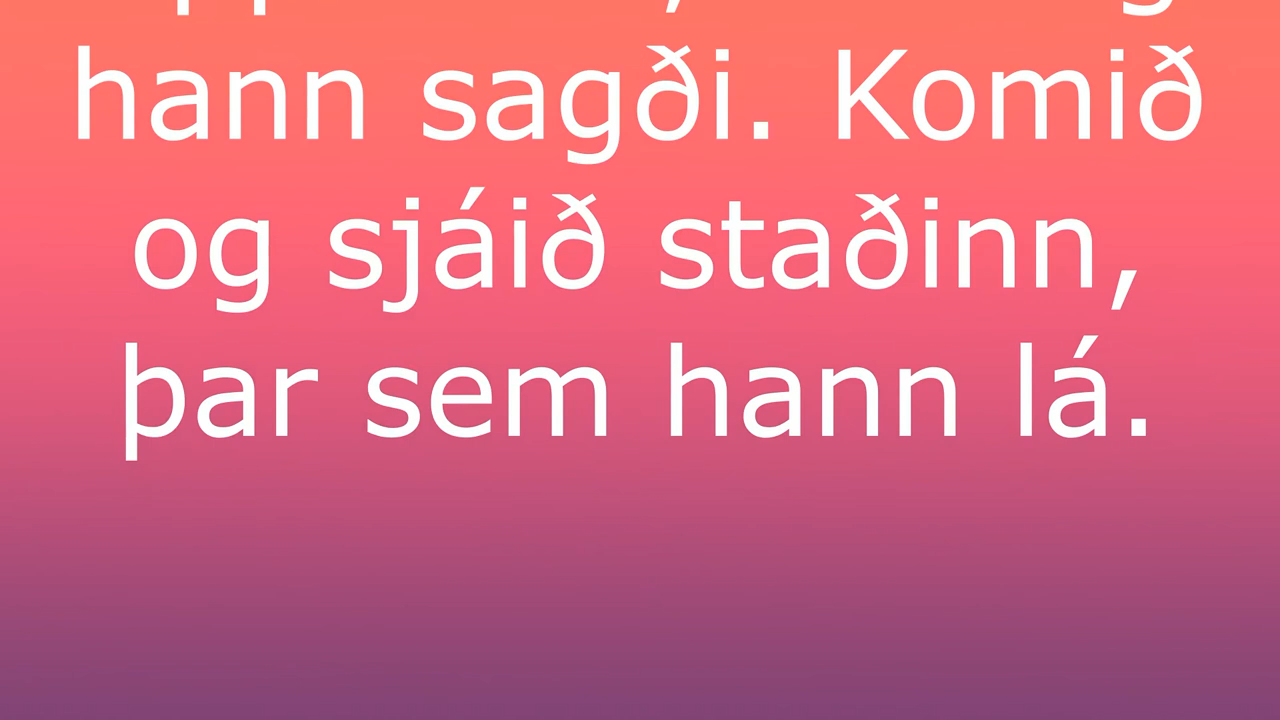 hann sagði. Komið
og sjáið staðinn,
þar sem hann lá.